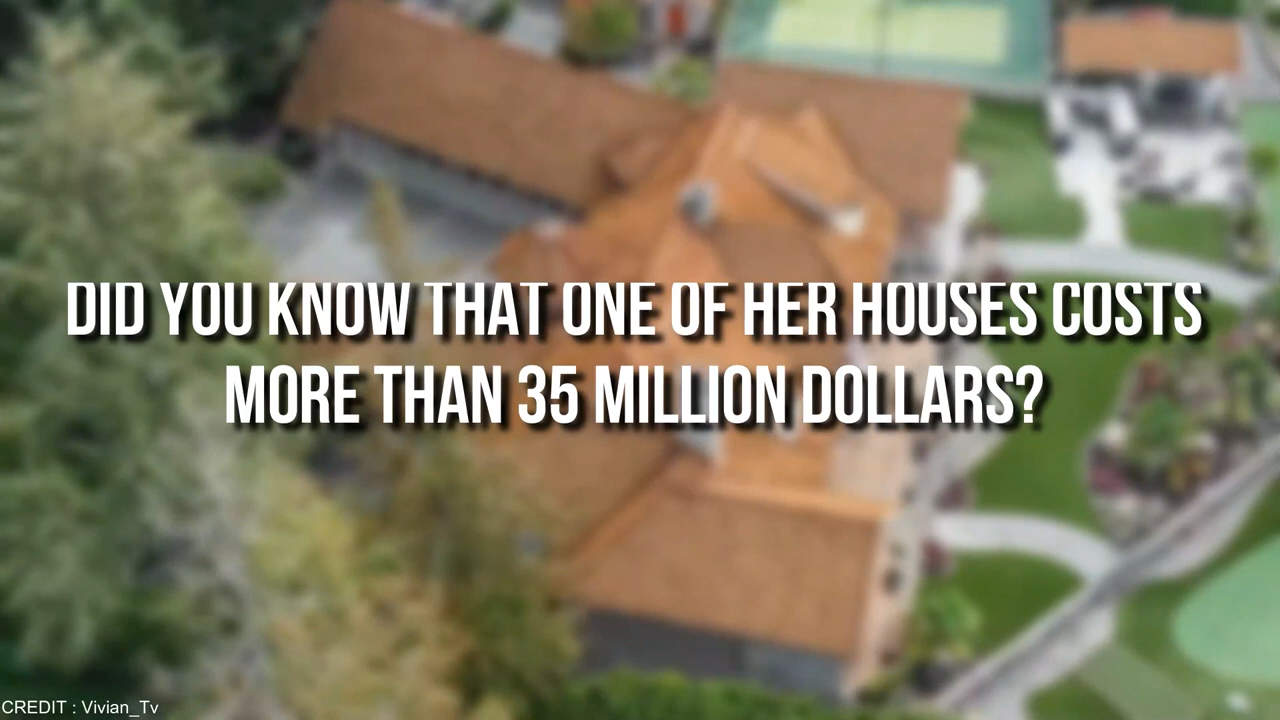 DID YOU KNOW THAT ONE OF HER HOUSES COSTS
MORE THAN 35 MILLION DOLLARS?
CREDIT : Vivian_Tv